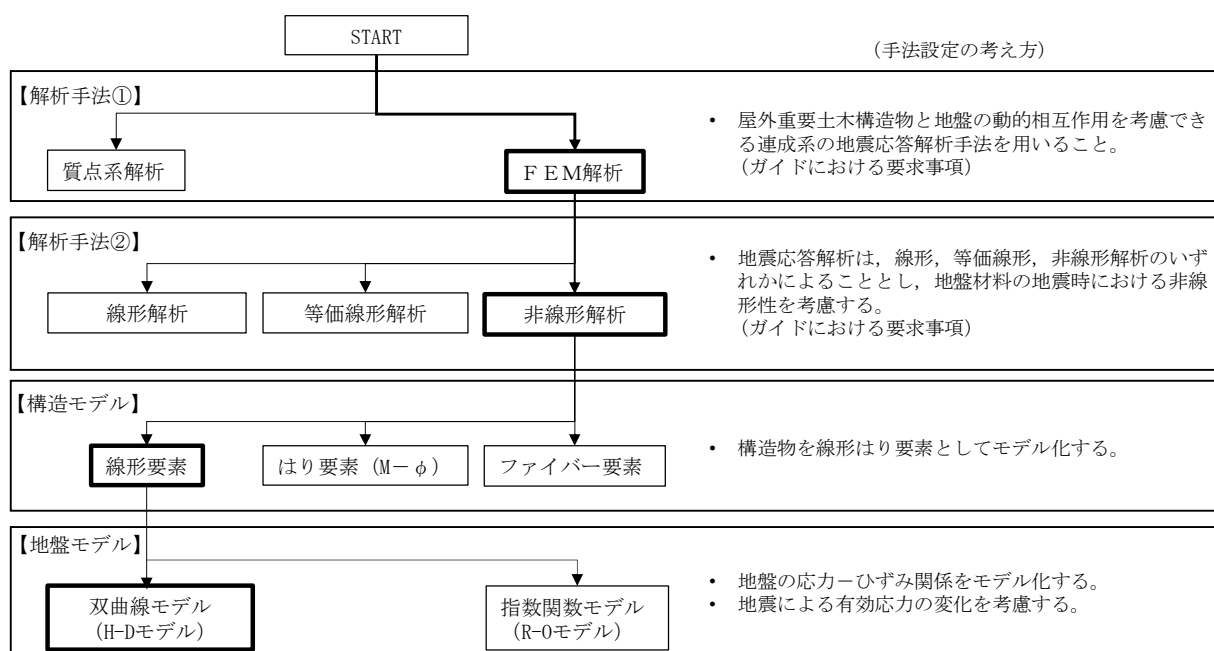 START
(手法設定の考え方)
【解析手法①】
質点系解析
ＦＥＭ解析
・ 屋外重要土木構造物と地盤の動的相互作用を考慮でき
る連成系の地震応答解析手法を用いること。
(ガイドにおける要求事項)
【解析手法②】
線形解析
等価線形解析
非線形解析
・ 地震応答解析は，線形，等価線形，非線形解析のいず
れかによることとし，地盤材料の地震時における非線
形性を考慮する。
(ガイドにおける要求事項)
【構造モデル】
線形要素
はり要素（M－φ）
ファイバー要素
・ 構造物を線形はり要素としてモデル化する。
【地盤モデル】
双曲線モデル
(H-Dモデル)
指数関数モデル
(R-Oモデル)
・ 地盤の応力－ひずみ関係をモデル化する。
・ 地震による有効応力の変化を考慮する。